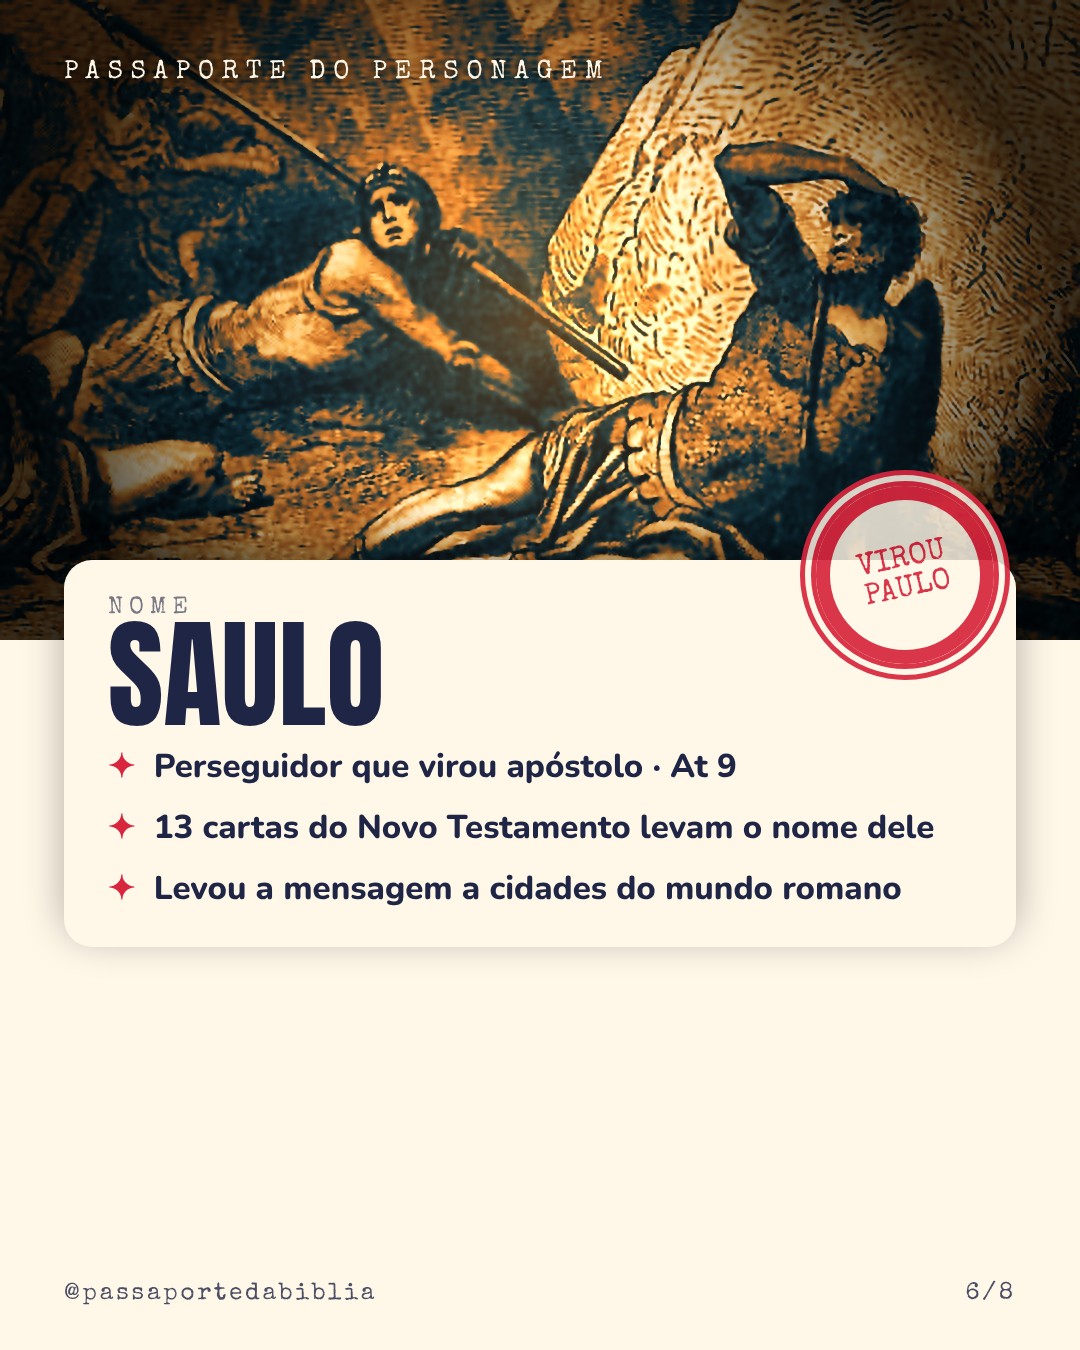 PASSAPORTE DO PERSONAGEM
VIROU
PAULO
NOME
SAULO
✦ Perseguidor que virou apóstolo · At 9
✦ 13 cartas do Novo Testamento levam o nome dele
✦ Levou a mensagem a cidades do mundo romano
@passaportedabiblia
6/8